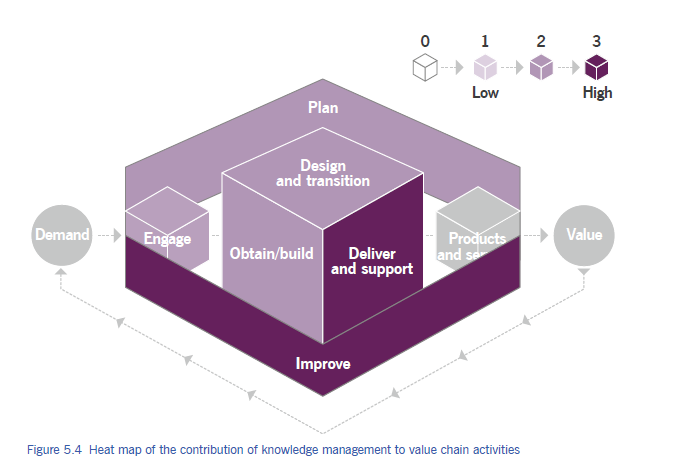 0 1 2 3
Low High
Plan
Design
and transition
Demand
Engage
Obtain/build
Deliver
and support
Products
and ser
Value
Improve
Figure 5.4 Heat map of the contribution of knowledge management to value chain activities